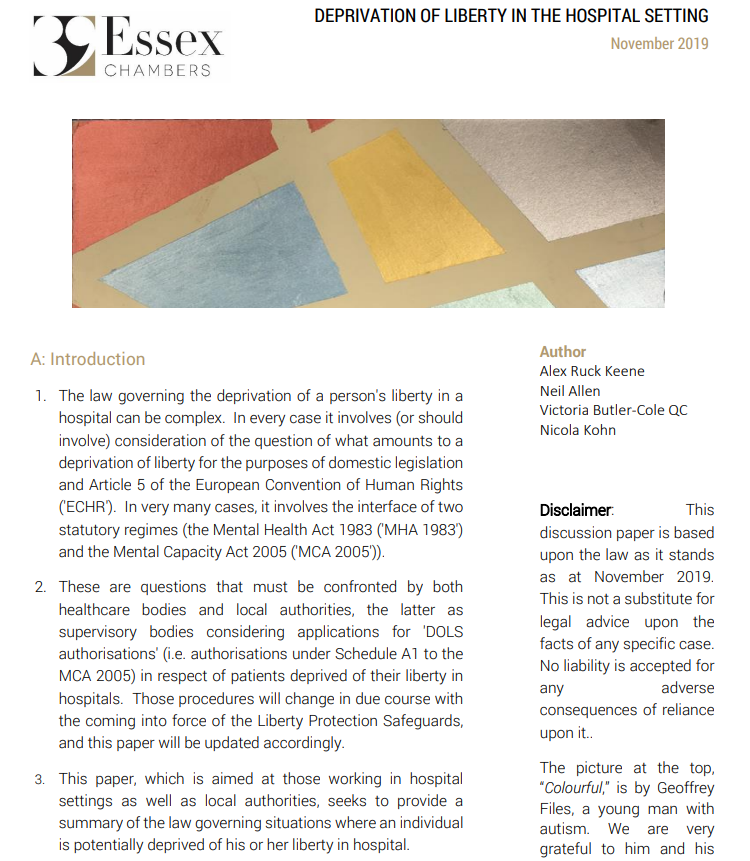 39 Essex
CHAMBERS
DEPRIVATION OF LIBERTY IN THE HOSPITAL SETTING
November 2019
A: Introduction
1. The law governing the deprivation of a person's liberty in a
hospital can be complex. In every case it involves (or should
involve) consideration of the question of what amounts to a
deprivation of liberty for the purposes of domestic legislation
and Article 5 of the European Convention of Human Rights
('ECHR'). In very many cases, it involves the interface of two
statutory regimes (the Mental Health Act 1983 ('MHA 1983')
and the Mental Capacity Act 2005 ('MCA 2005')).
2. These are questions that must be confronted by both
healthcare bodies and local authorities, the latter as
supervisory bodies considering applications for 'DOLS
authorisations' (i.e. authorisations under Schedule A1 to the
MCA 2005) in respect of patients deprived of their liberty in
hospitals. Those procedures will change in due course with
the coming into force of the Liberty Protection Safeguards,
and this paper will be updated accordingly.
3. This paper, which is aimed at those working in hospital
settings as well as local authorities, seeks to provide a
summary of the law governing situations where an individual
is potentially deprived of his or her liberty in hospital.
Author
Alex Ruck Keene
Neil Allen
Victoria Butler-Cole QC
Nicola Kohn
Disclaimer: This
discussion paper is based
upon the law as it stands
as at November 2019.
This is not a substitute for
legal advice upon the
facts of any specific case.
No liability is accepted for
any adverse
consequences of reliance
upon it..
The picture at the top,
“Colourful,” is by Geoffrey
Files, a young man with
autism. We are very
grateful to him and his